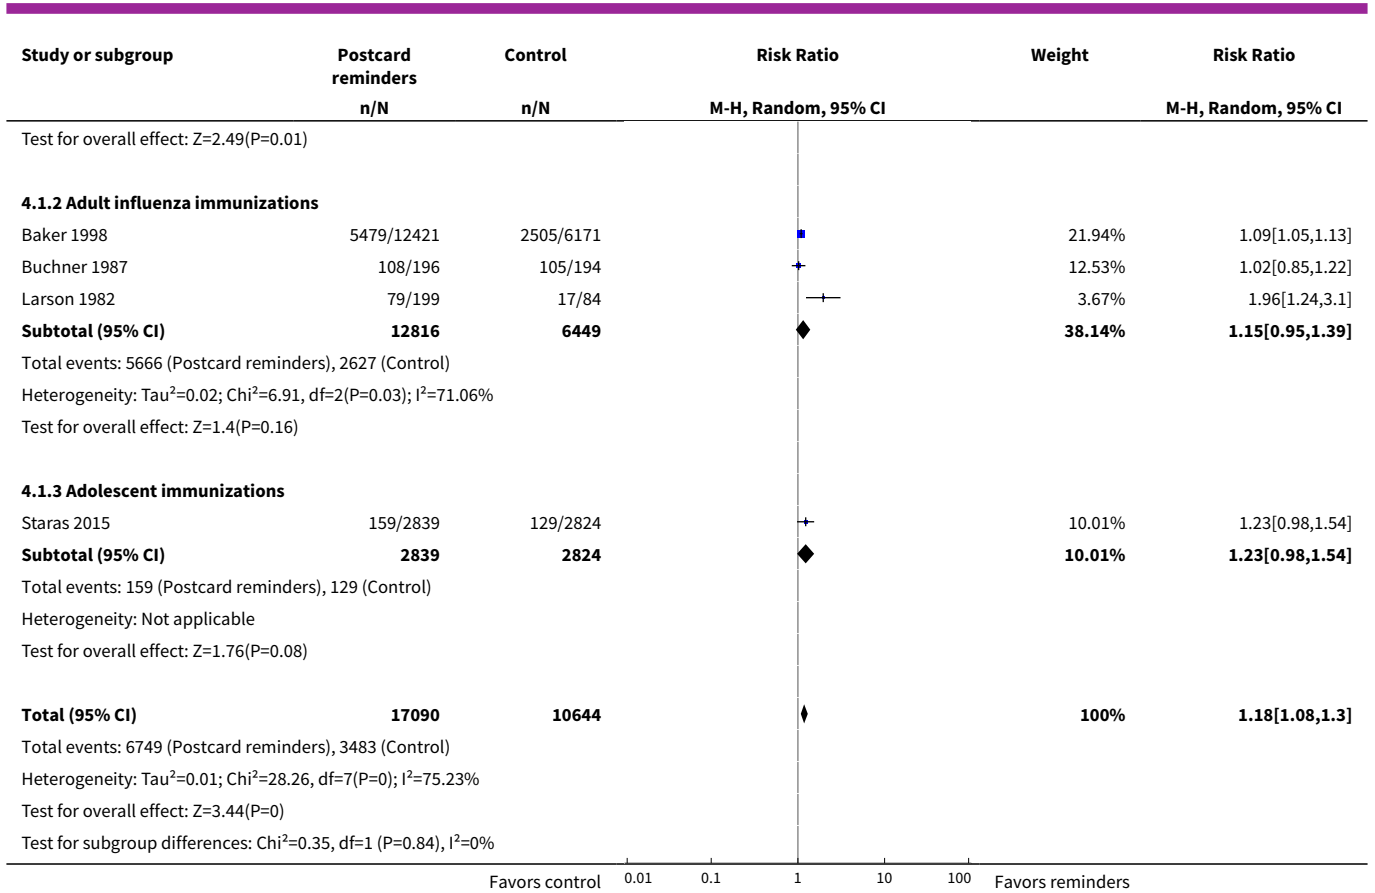 Study or subgroup Postcard reminders Control Risk Ratio Weight Risk Ratio
n/N n/N M-H, Random, 95% CI M-H, Random, 95% CI
Test for overall effect: Z=2.49(P=0.01)
4.1.2 Adult influenza immunizations
Baker 1998 5479/12421 2505/6171 21.94% 1.09[1.05,1.13]
Buchner 1987 108/196 105/194 12.53% 1.02[0.85,1.22]
Larson 1982 79/199 17/84 3.67% 1.96[1.24,3.1]
Subtotal (95% CI) 12816 6449 38.14% 1.15[0.95,1.39]
Total events: 5666 (Postcard reminders), 2627 (Control)
Heterogeneity: Tau²=0.02; Chi²=6.91, df=2(P=0.03); I²=71.06%
Test for overall effect: Z=1.4(P=0.16)
4.1.3 Adolescent immunizations
Staras 2015 159/2839 129/2824 10.01% 1.23[0.98,1.54]
Subtotal (95% CI) 2839 2824 10.01% 1.23[0.98,1.54]
Total events: 159 (Postcard reminders), 129 (Control)
Heterogeneity: Not applicable
Test for overall effect: Z=1.76(P=0.08)
Total (95% CI) 17090 10644 100% 1.18[1.08,1.3]
Total events: 6749 (Postcard reminders), 3483 (Control)
Heterogeneity: Tau²=0.01; Chi²=28.26, df=7(P=0); I²=75.23%
Test for overall effect: Z=3.44(P=0)
Test for subgroup differences: Chi²=0.35, df=1 (P=0.84), I²=0%
Favors control 0.01 0.1 1 10 100 Favors reminders